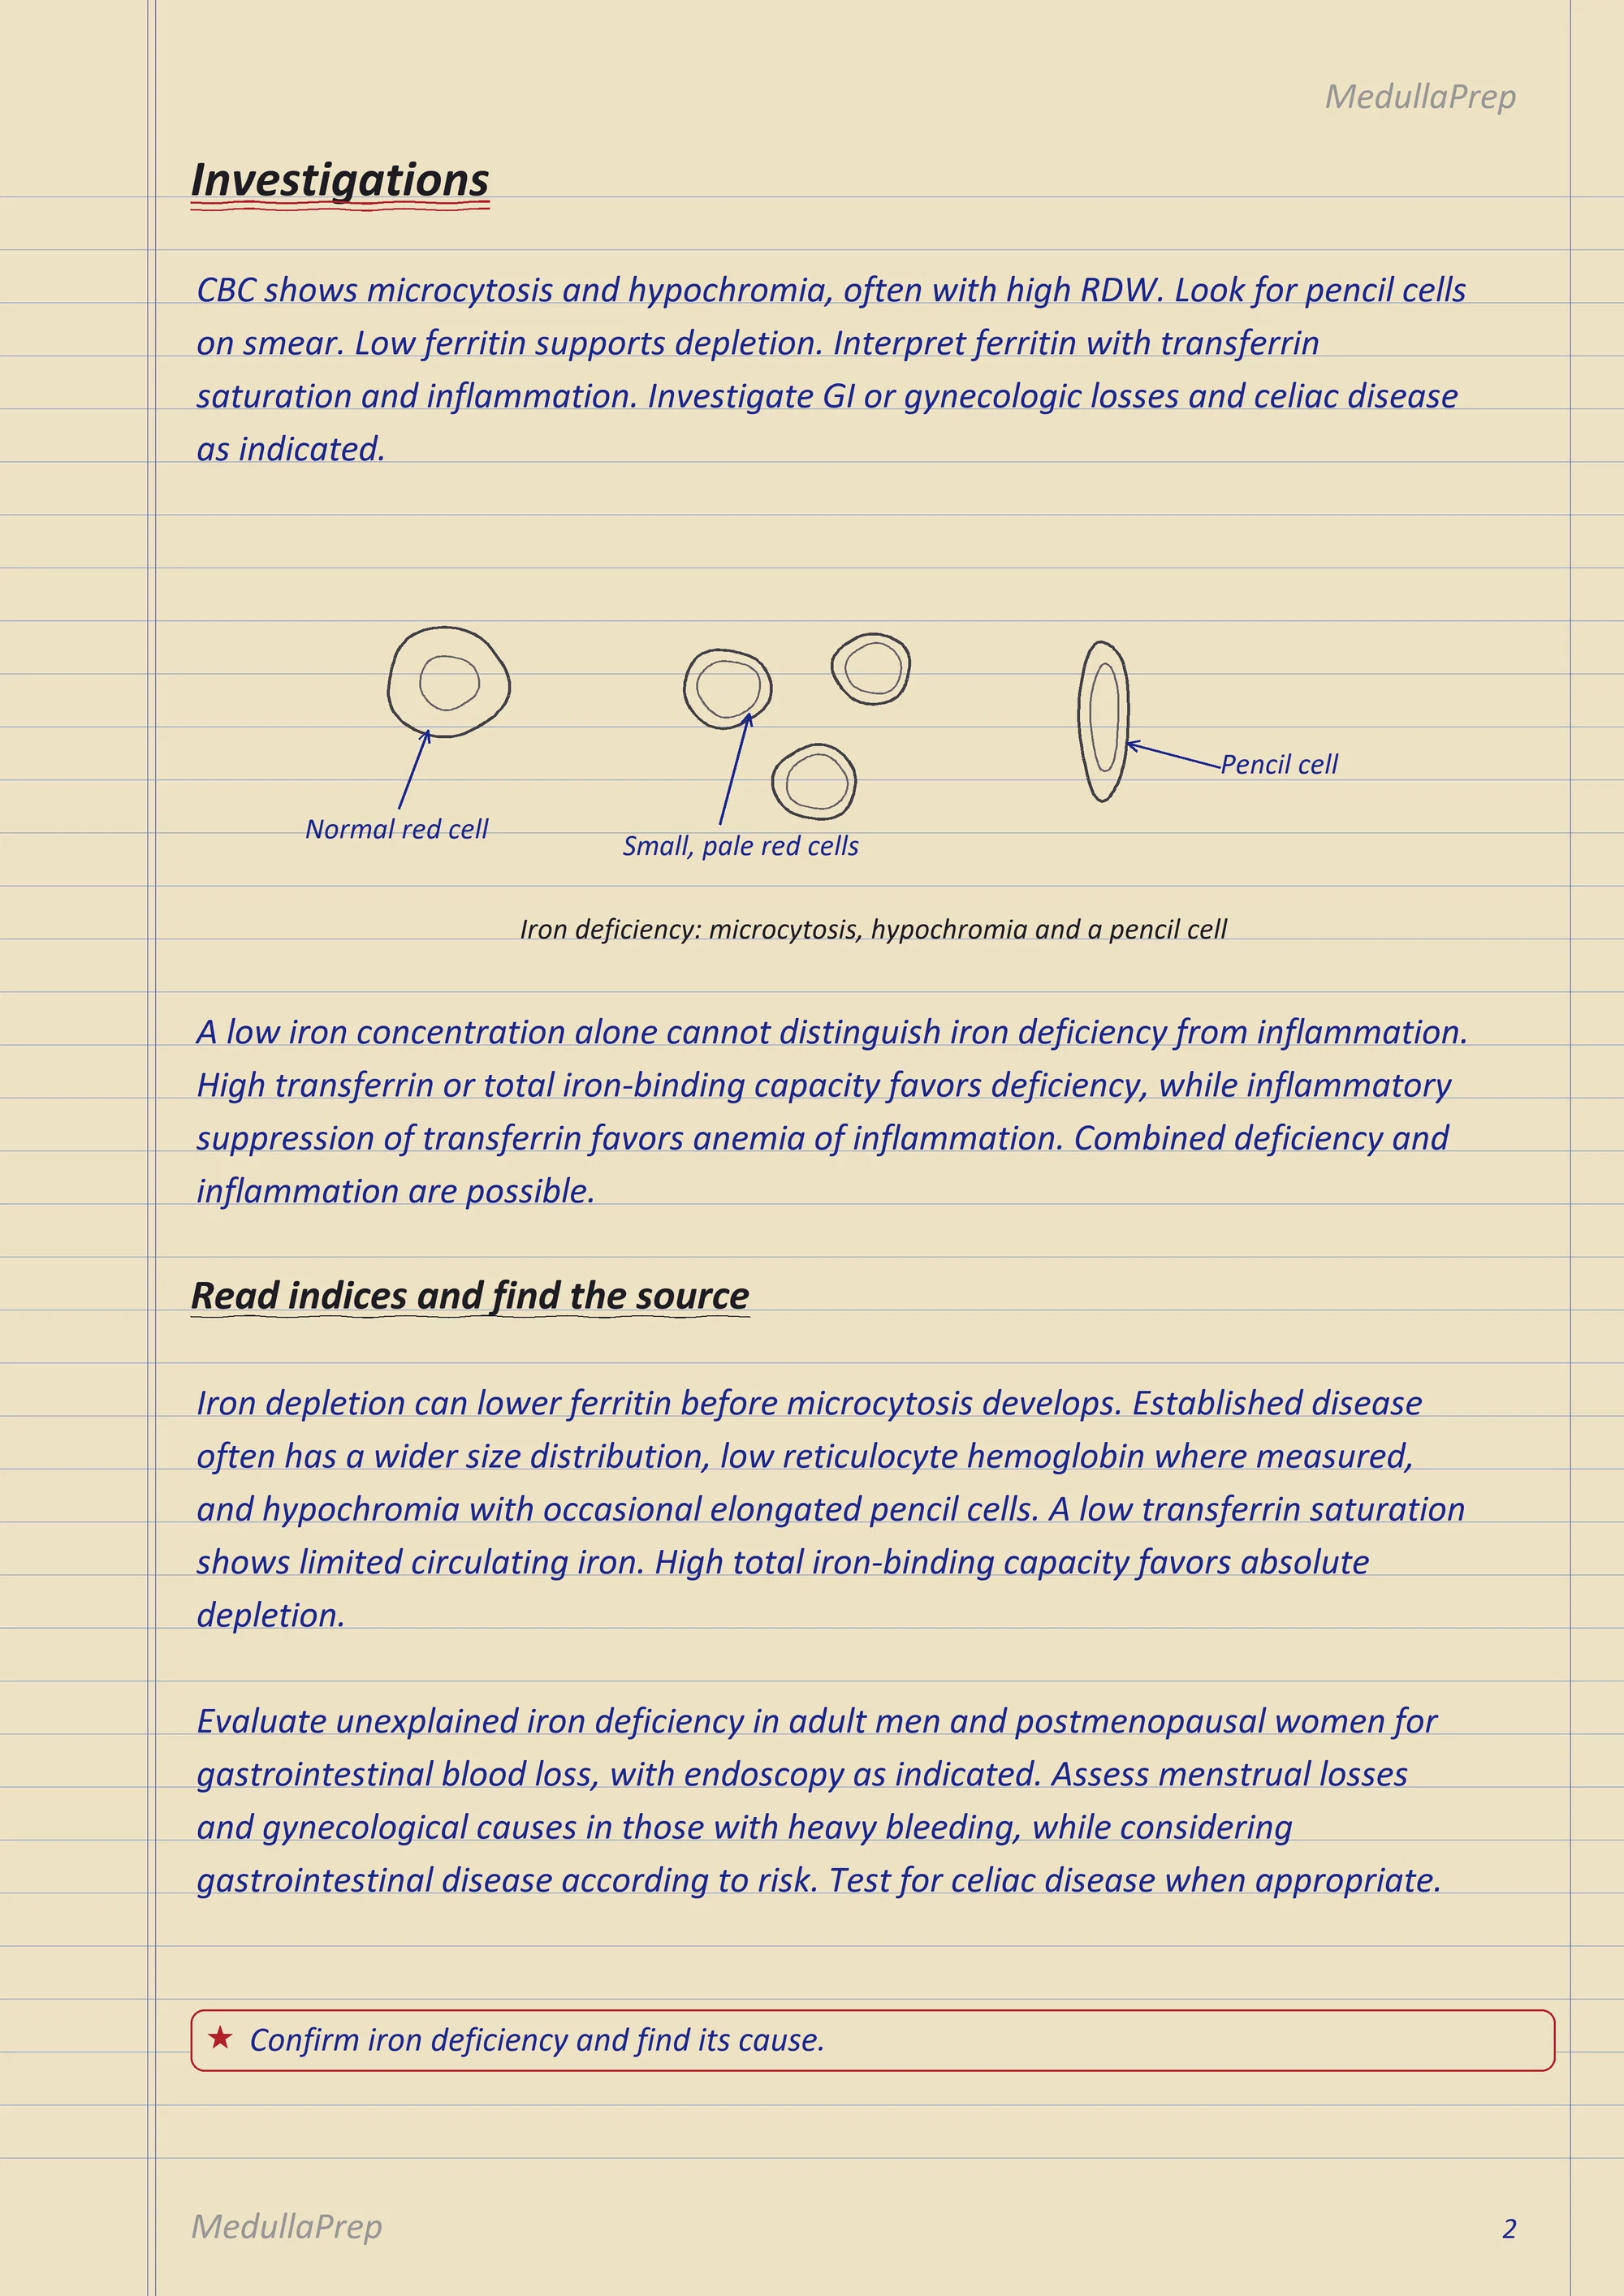 MedullaPrep
Investigations
CBC shows microcytosis and hypochromia, often with high RDW. Look for pencil cells
on smear. Low ferritin supports depletion. Interpret ferritin with transferrin
saturation and inflammation. Investigate GI or gynecologic losses and celiac disease
as indicated.
Pencil cell
Normal red cell
Small, pale red cells
Iron deficiency: microcytosis, hypochromia and a pencil cell
A low iron concentration alone cannot distinguish iron deficiency from inflammation.
High transferrin or total iron-binding capacity favors deficiency, while inflammatory
suppression of transferrin favors anemia of inflammation. Combined deficiency and
inflammation are possible.
Read indices and find the source
Iron depletion can lower ferritin before microcytosis develops. Established disease
often has a wider size distribution, low reticulocyte hemoglobin where measured,
and hypochromia with occasional elongated pencil cells. A low transferrin saturation
shows limited circulating iron. High total iron-binding capacity favors absolute
depletion.
Evaluate unexplained iron deficiency in adult men and postmenopausal women for
gastrointestinal blood loss, with endoscopy as indicated. Assess menstrual losses
and gynecological causes in those with heavy bleeding, while considering
gastrointestinal disease according to risk. Test for celiac disease when appropriate.
★ Confirm iron deficiency and find its cause.
MedullaPrep
2